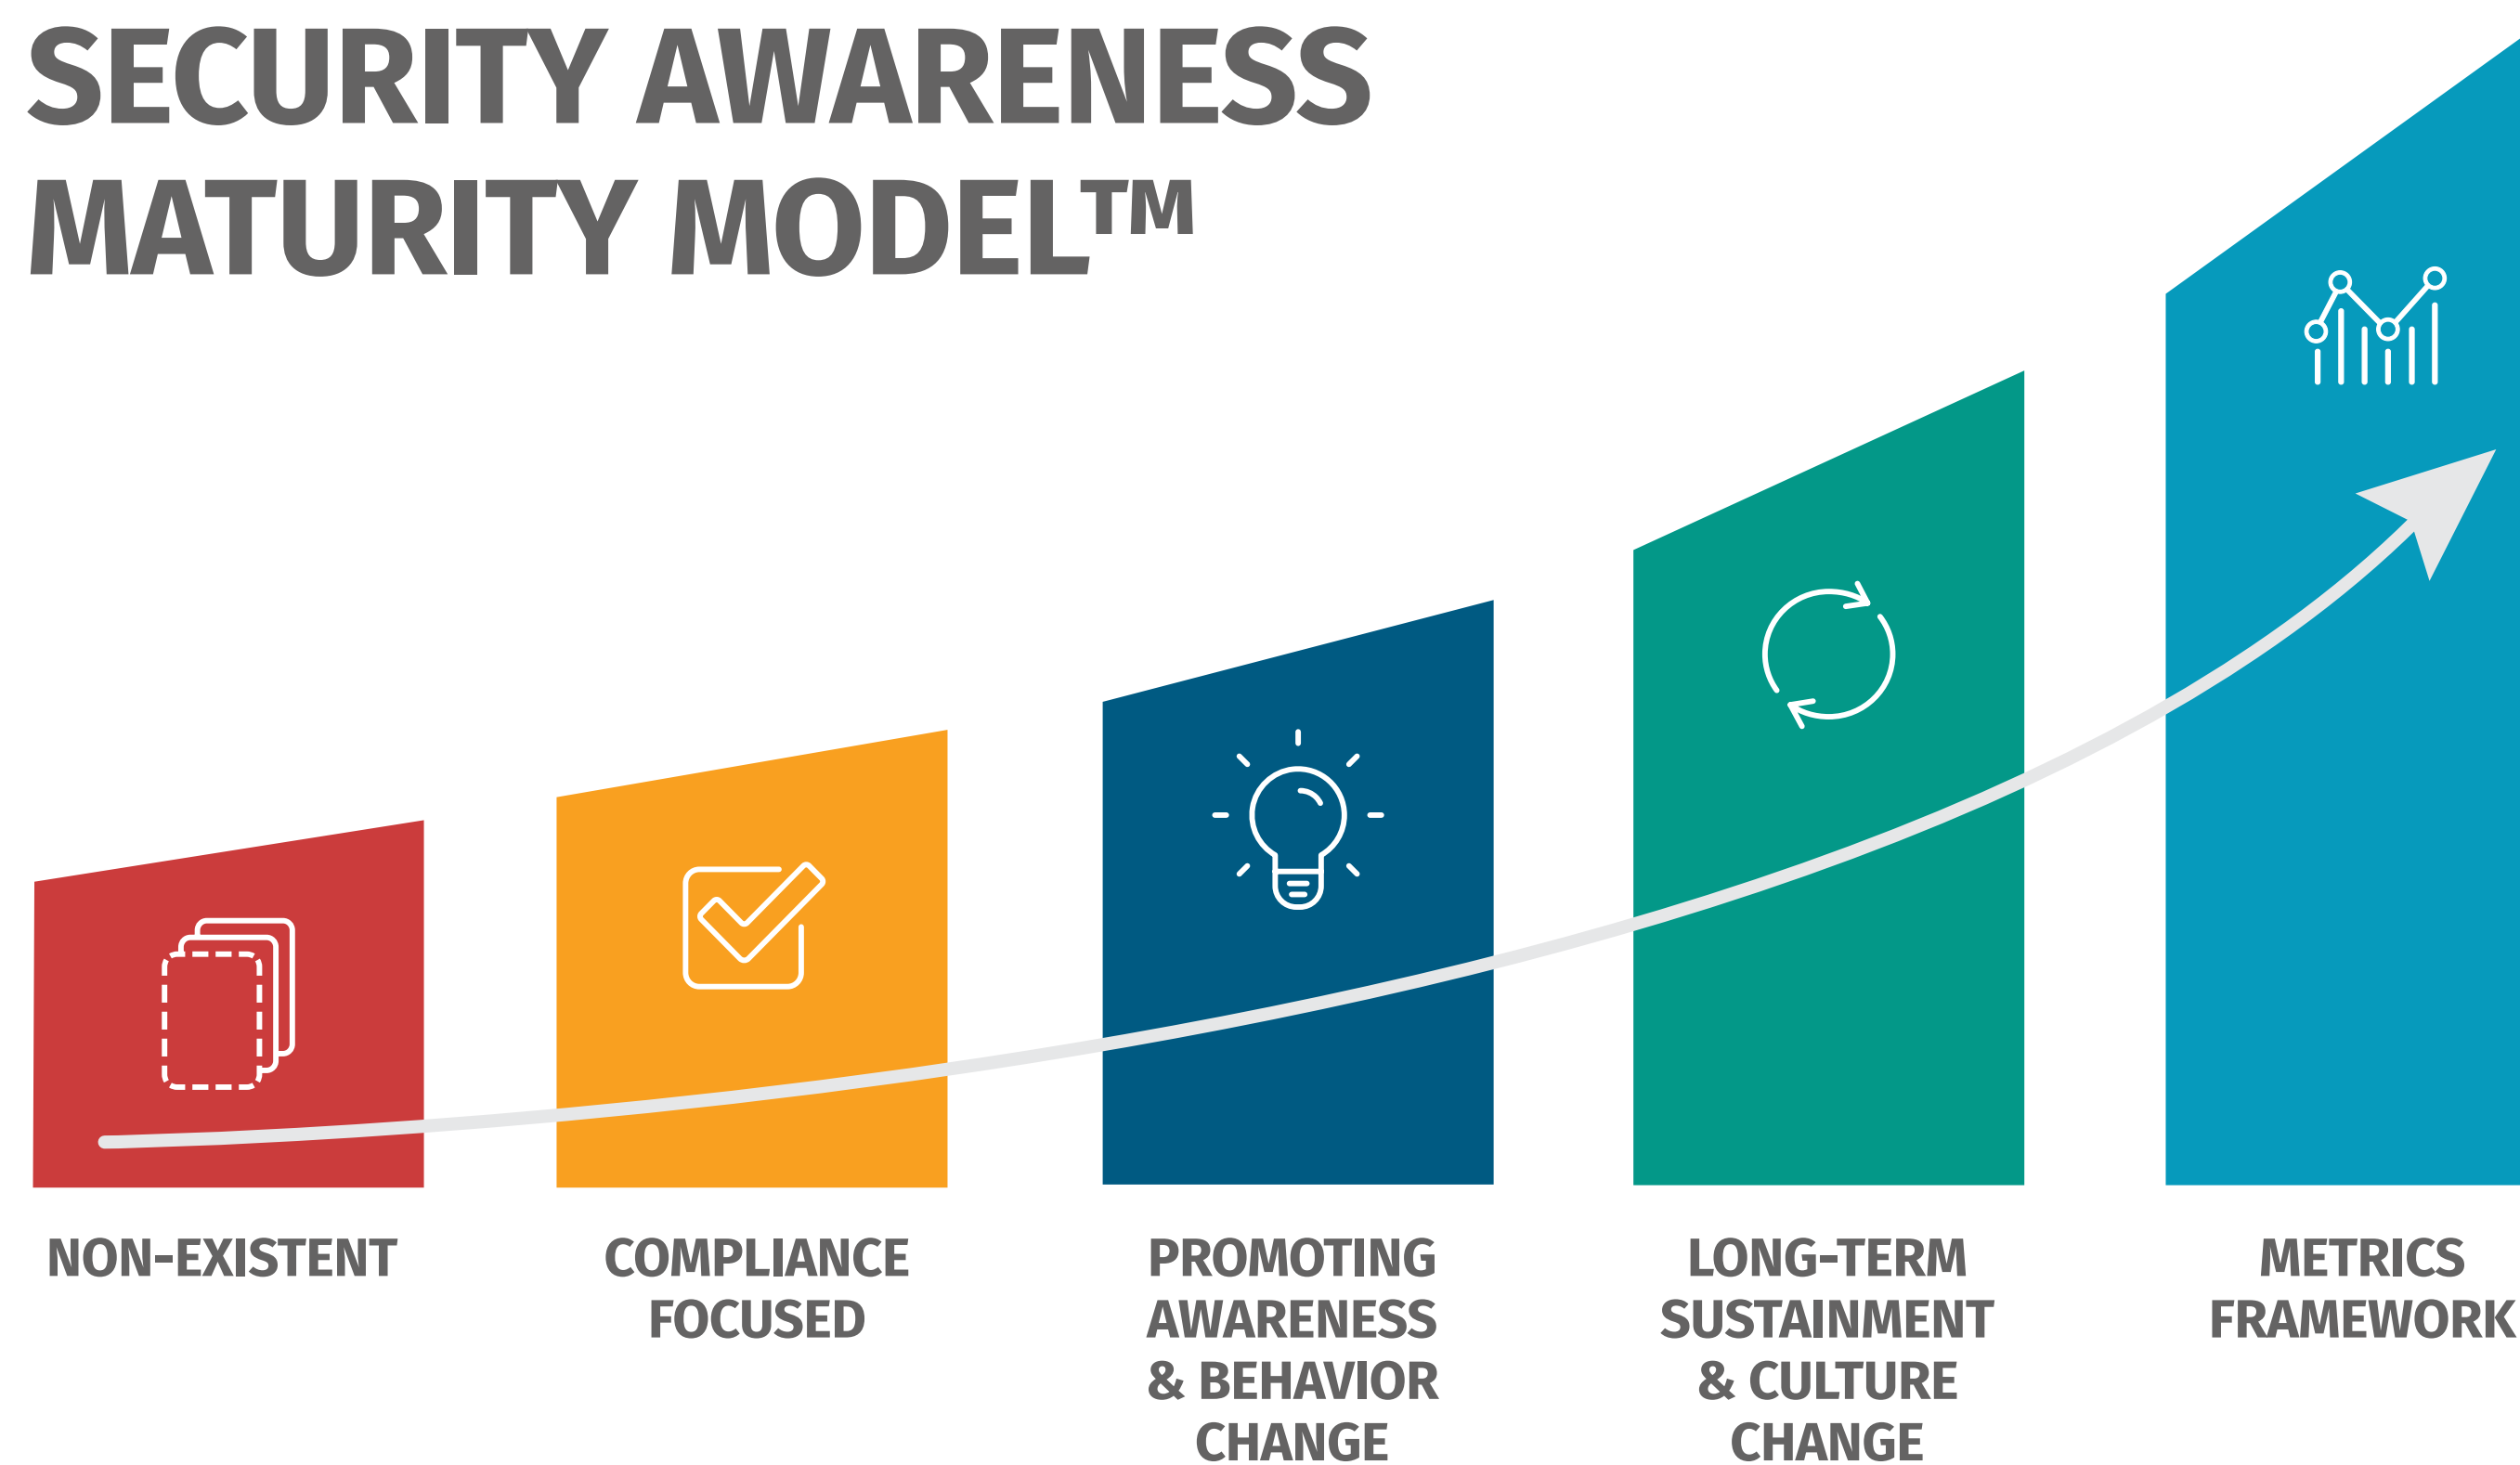 SECURITY AWARENESS
MATURITY MODEL™
NON-EXISTENT
COMPLIANCE
FOCUSED
PROMOTING
AWARENESS
& BEHAVIOR
CHANGE
LONG-TERM
SUSTAINMENT
& CULTURE
CHANGE
METRICS
FRAMEWORK